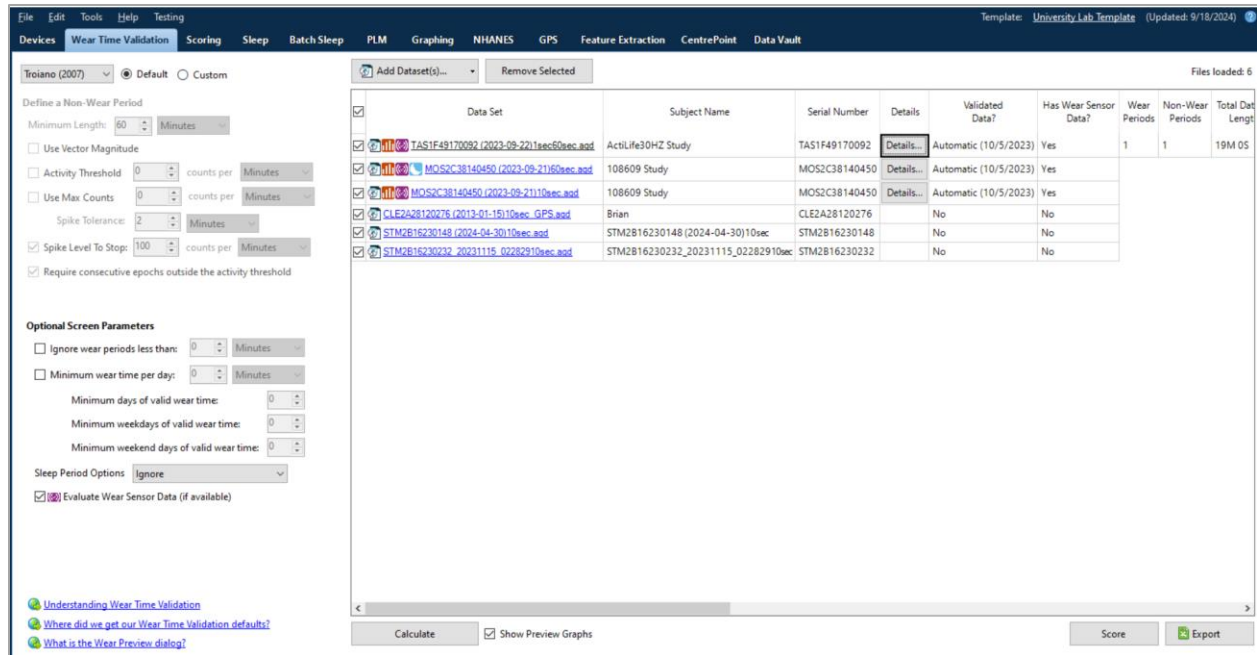 File Edit Tools Help Testing Template: University Lab Template (Updated: 9/18/2024)
Devices Wear Time Validation Scoring Sleep Batch Sleep PLM Graphing NHANES GPS Feature Extraction CentrePoint Data Vault
Troiano (2007) Default Custom
Define a Non-Wear Period
Minimum Length: 60 Minutes
Use Vector Magnitude
Activity Threshold 0 counts per Minutes
Use Max Counts 0 counts per Minutes
Spike Tolerance: 2 Minutes
Spike Level To Stop: 100 counts per Minutes
Require consecutive epochs outside the activity threshold
Optional Screen Parameters
Ignore wear periods less than: 0 Minutes
Minimum wear time per day: 0 Minutes
Minimum days of valid wear time: 0
Minimum weekdays of valid wear time: 0
Minimum weekend days of valid wear time: 0
Sleep Period Options Ignore
Evaluate Wear Sensor Data (if available)
Understanding Wear Time Validation
Where did we get our Wear Time Validation defaults?
What is the Wear Preview dialog?
Add Dataset(s)... Remove Selected Files loaded: 6
Data Set Subject Name Serial Number Details Validated Data? Has Wear Sensor Data? Wear Periods Non-Wear Periods Total Dat Lengt
TAS1F49170092 (2023-09-22)1sec60sec.agd ActiLife30HZ Study TAS1F49170092 Details... Automatic (10/5/2023) Yes 1 1 19M 0S
MOS2C38140450 (2023-09-21)60sec.agd 108609 Study MOS2C38140450 Details... Automatic (10/5/2023) Yes
MOS2C38140450 (2023-09-21)10sec.agd 108609 Study MOS2C38140450 Details... Automatic (10/5/2023) Yes
CLE2A28120276 (2013-01-15)10sec_GPS.agd Brian CLE2A28120276 No No
STM2B16230148 (2024-04-30)10sec.agd STM2B16230148 (2024-04-30)10sec STM2B16230148 No No
STM2B16230232_20231115_02282910sec.agd STM2B16230232_20231115_02282910sec STM2B16230232 No No
Calculate Show Preview Graphs Score Export